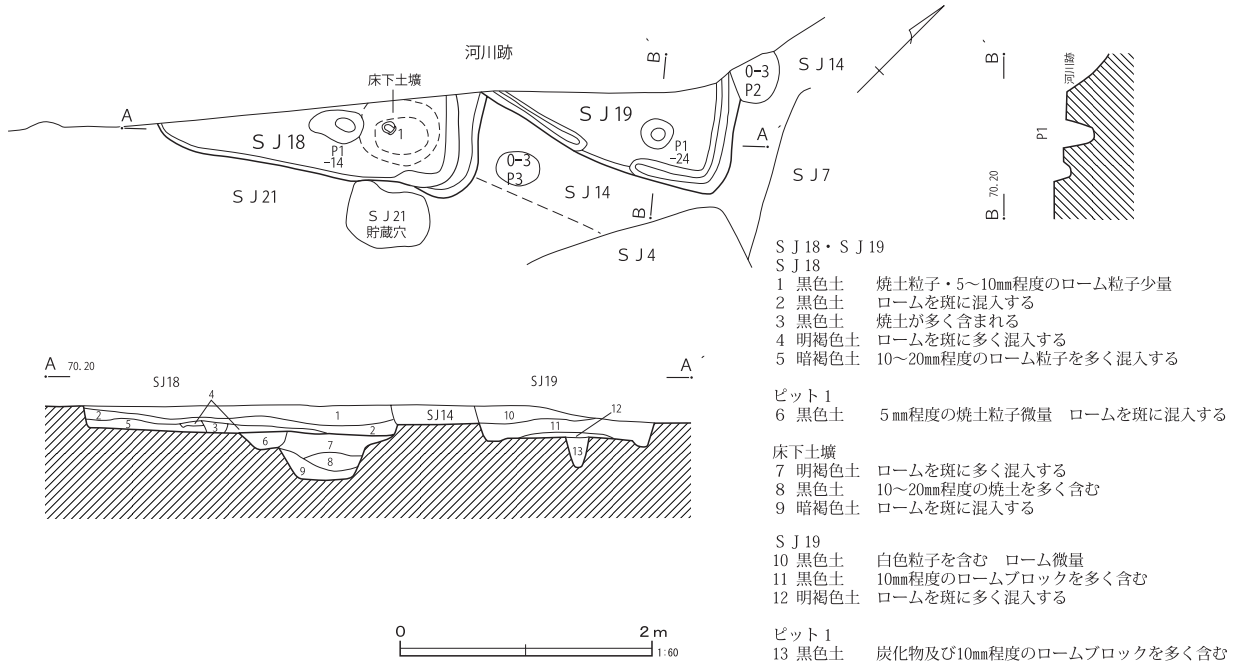 河川跡
床下土壙
A
SJ18
P1
-14
1
SJ21
SJ21
貯蔵穴
B´
SJ19
P1
-24
0-3
P2
SJ14
A´
0-3
P3
SJ14
B
SJ7
SJ4
B´
河川跡
P1
B 70.20
A 70.20
A´
SJ18
SJ19
4
12
2
1
SJ14
10
5
3
2
11
6
7
13
8
9
0 2m
1:60
SJ18・SJ19
SJ18
1 黒色土 焼土粒子・5～10㎜程度のローム粒子少量
2 黒色土 ロームを斑に混入する
3 黒色土 焼土が多く含まれる
4 明褐色土 ロームを斑に多く混入する
5 暗褐色土 10～20㎜程度のローム粒子を多く混入する
ピット1
6 黒色土 5㎜程度の焼土粒子微量 ロームを斑に混入する
床下土壙
7 明褐色土 ロームを斑に多く混入する
8 黒色土 10～20㎜程度の焼土を多く含む
9 暗褐色土 ロームを斑に混入する
SJ19
10 黒色土 白色粒子を含む ローム微量
11 黒色土 10㎜程度のロームブロックを多く含む
12 明褐色土 ロームを斑に多く混入する
ピット1
13 黒色土 炭化物及び10㎜程度のロームブロックを多く含む